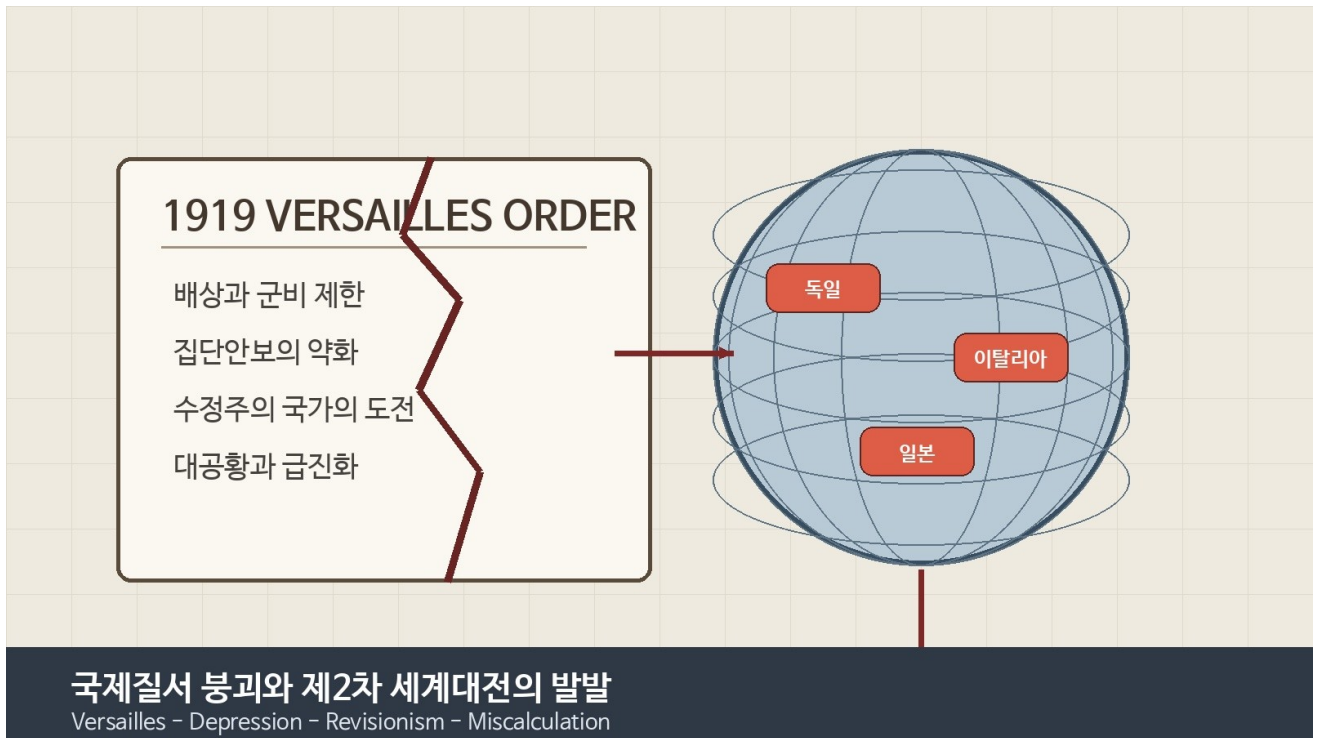 1919 VERSAILLES ORDER
배상과 군비 제한
집단안보의 약화
수정주의 국가의 도전
대공황과 급진화
독일
이탈리아
일본
국제질서 붕괴와 제2차 세계대전의 발발
Versailles – Depression – Revisionism – Miscalculation